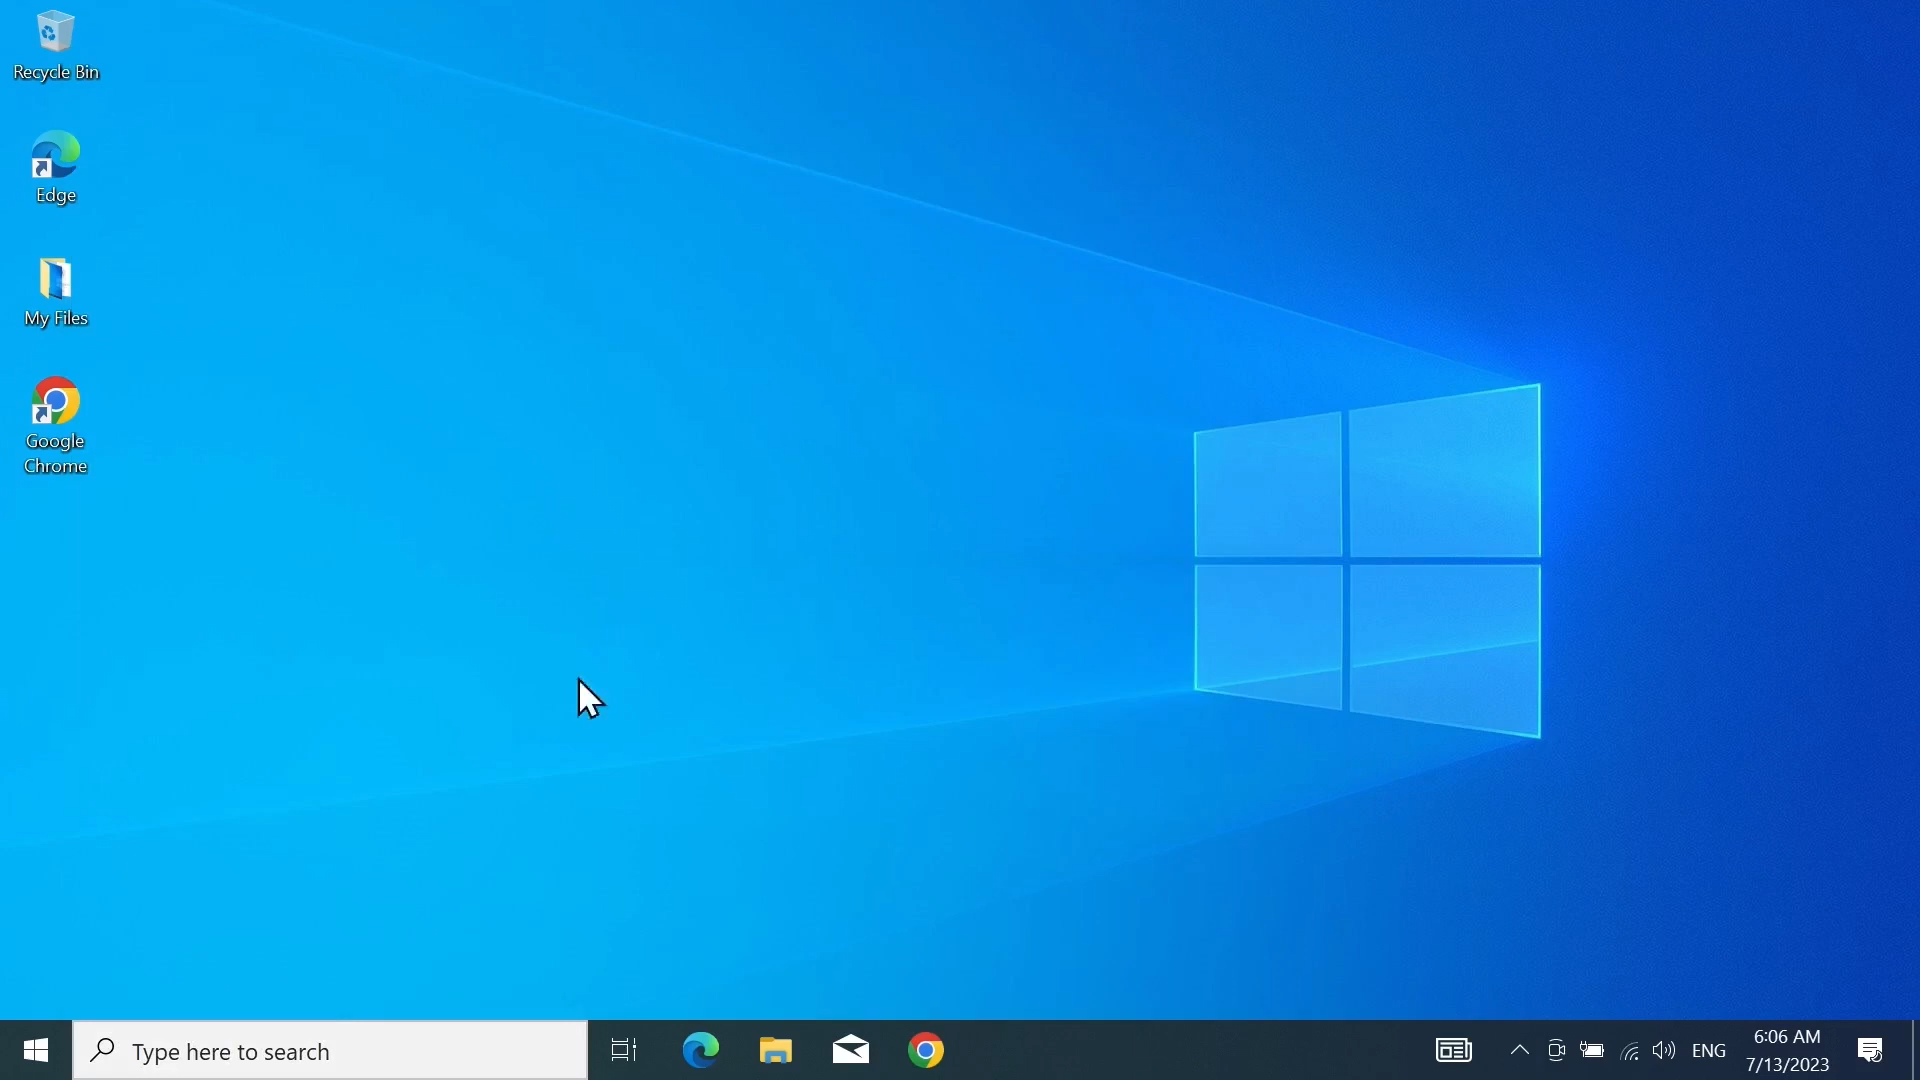 Recycle Bin
Edge
My Files
Google
Chrome
Type here to search
ENG
6:06 AM
7/13/2023